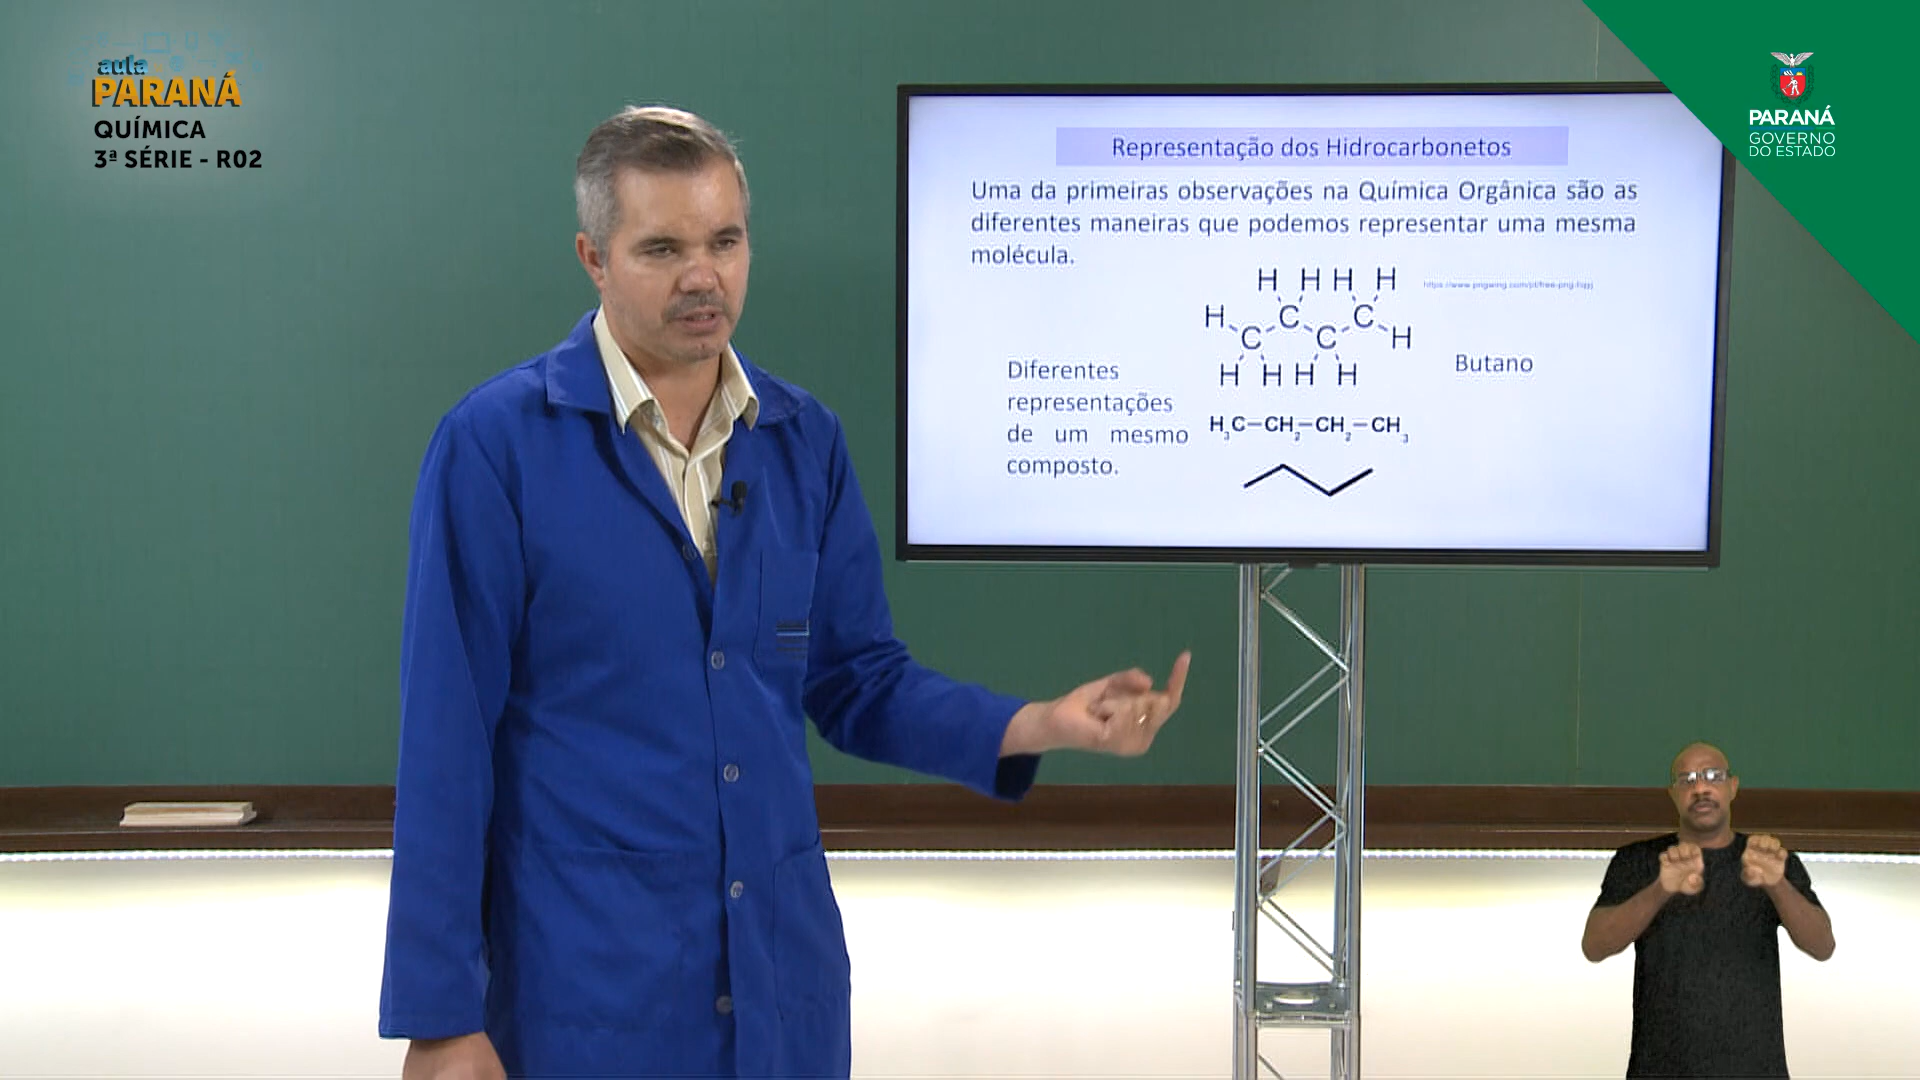 aula
PARANÁ
QUÍMICA
3ª SÉRIE - R02
PARANÁ
GOVERNO
DO ESTADO
Representação dos Hidrocarbonetos
Uma da primeiras observações na Química Orgânica são as
diferentes maneiras que podemos representar uma mesma
molécula.
H H H H
H C C C C H
H H H H
Butano
Diferentes
representações
de um mesmo
composto.
H₃C–CH₂–CH₂–CH₃